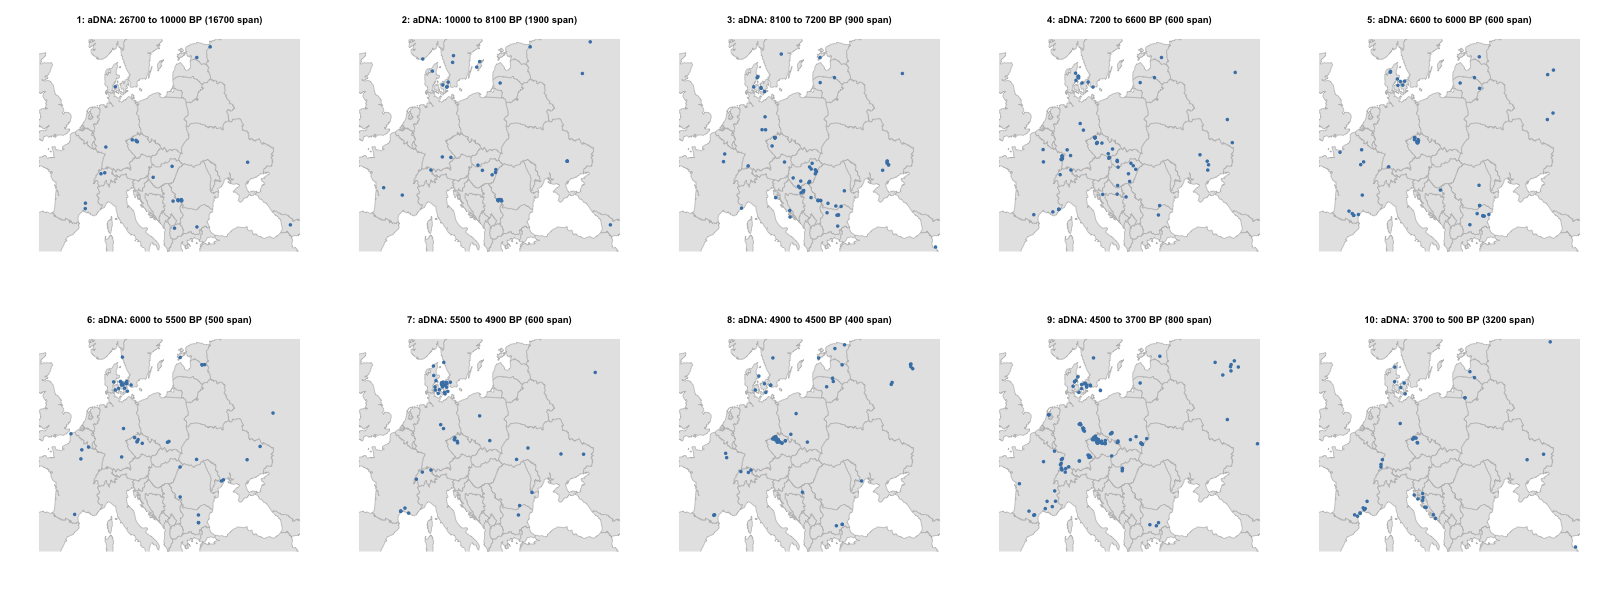 1: aDNA: 26700 to 10000 BP (16700 span)
2: aDNA: 10000 to 8100 BP (1900 span)
3: aDNA: 8100 to 7200 BP (900 span)
4: aDNA: 7200 to 6600 BP (600 span)
5: aDNA: 6600 to 6000 BP (600 span)
6: aDNA: 6000 to 5500 BP (500 span)
7: aDNA: 5500 to 4900 BP (600 span)
8: aDNA: 4900 to 4500 BP (400 span)
9: aDNA: 4500 to 3700 BP (800 span)
10: aDNA: 3700 to 500 BP (3200 span)